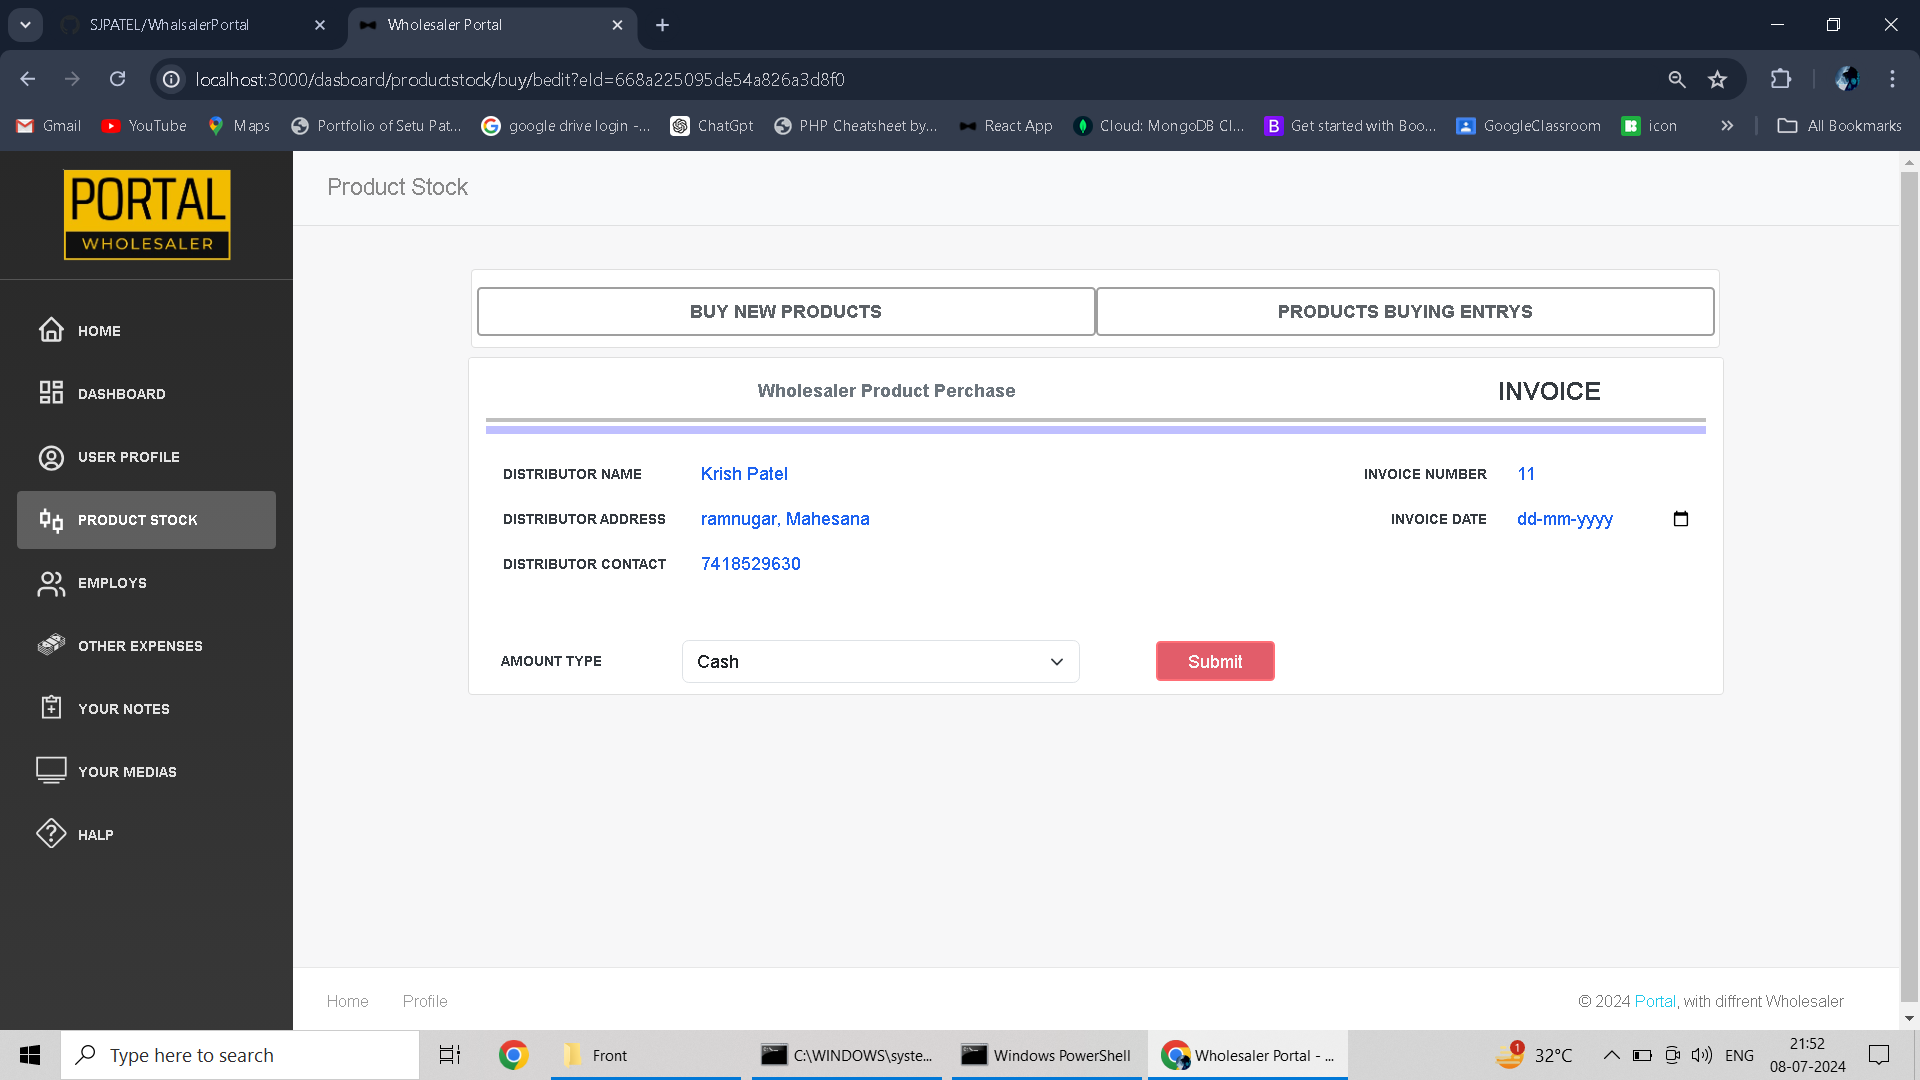 SJPATEL/WhalsalerPortal
Wholesaler Portal
localhost:3000/dasboard/productstock/buy/bedit?eId=668a225095de54a826a3d8f0
Gmail
YouTube
Maps
Portfolio of Setu Pat...
google drive login -...
ChatGpt
PHP Cheatsheet by...
React App
Cloud: MongoDB Cl...
Get started with Boo...
GoogleClassroom
icon
All Bookmarks
PORTAL
WHOLESALER
HOME
DASHBOARD
USER PROFILE
PRODUCT STOCK
EMPLOYS
OTHER EXPENSES
YOUR NOTES
YOUR MEDIAS
HALP
Product Stock
BUY NEW PRODUCTS
PRODUCTS BUYING ENTRYS
Wholesaler Product Perchase
INVOICE
DISTRIBUTOR NAME Krish Patel
INVOICE NUMBER 11
DISTRIBUTOR ADDRESS ramnugar, Mahesana
INVOICE DATE dd-mm-yyyy
DISTRIBUTOR CONTACT 7418529630
AMOUNT TYPE Cash
Submit
Home
Profile
© 2024 Portal, with diffrent Wholesaler
Type here to search
Front
C:\WINDOWS\syste...
Windows PowerShell
Wholesaler Portal - ...
1
32°C
ENG
21:52
08-07-2024